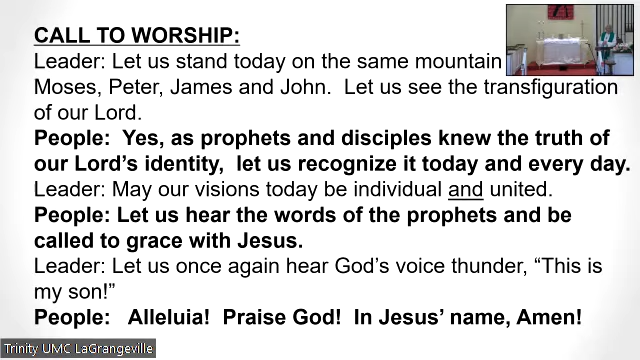 CALL TO WORSHIP:
Leader: Let us stand today on the same mountain
Moses, Peter, James and John.  Let us see the transfiguration
of our Lord.
People:  Yes, as prophets and disciples knew the truth of
our Lord’s identity,  let us recognize it today and every day.
Leader: May our visions today be individual and united.
People: Let us hear the words of the prophets and be
called to grace with Jesus.
Leader: Let us once again hear God’s voice thunder, “This is
my son!”
People:   Alleluia!  Praise God!  In Jesus’ name, Amen!
Trinity UMC LaGrangeville